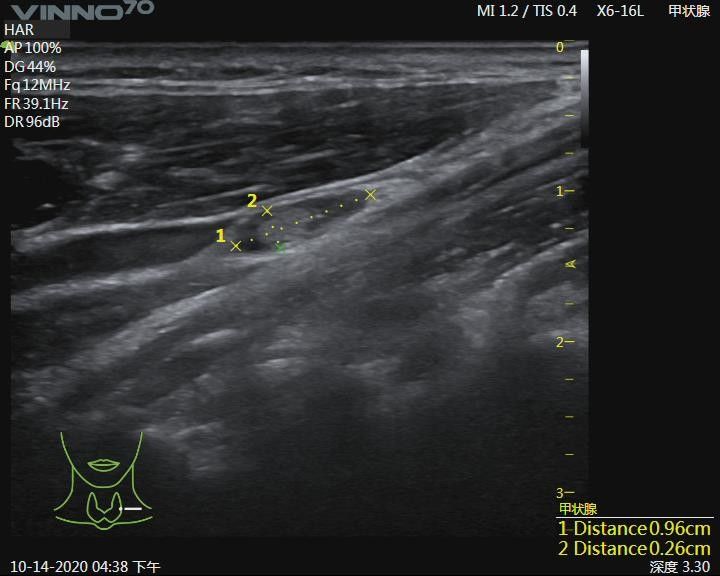 VINNO70 MI 1.2 / TIS 0.4 X6-16L 甲状腺
HAR
AP 100%
DG 44%
Fq 12MHz
FR 39.1Hz
DR 96dB
0
1
2
1
2
3
甲状腺
1 Distance 0.96cm
2 Distance 0.26cm
10-14-2020 04:38 下午 深度 3.30